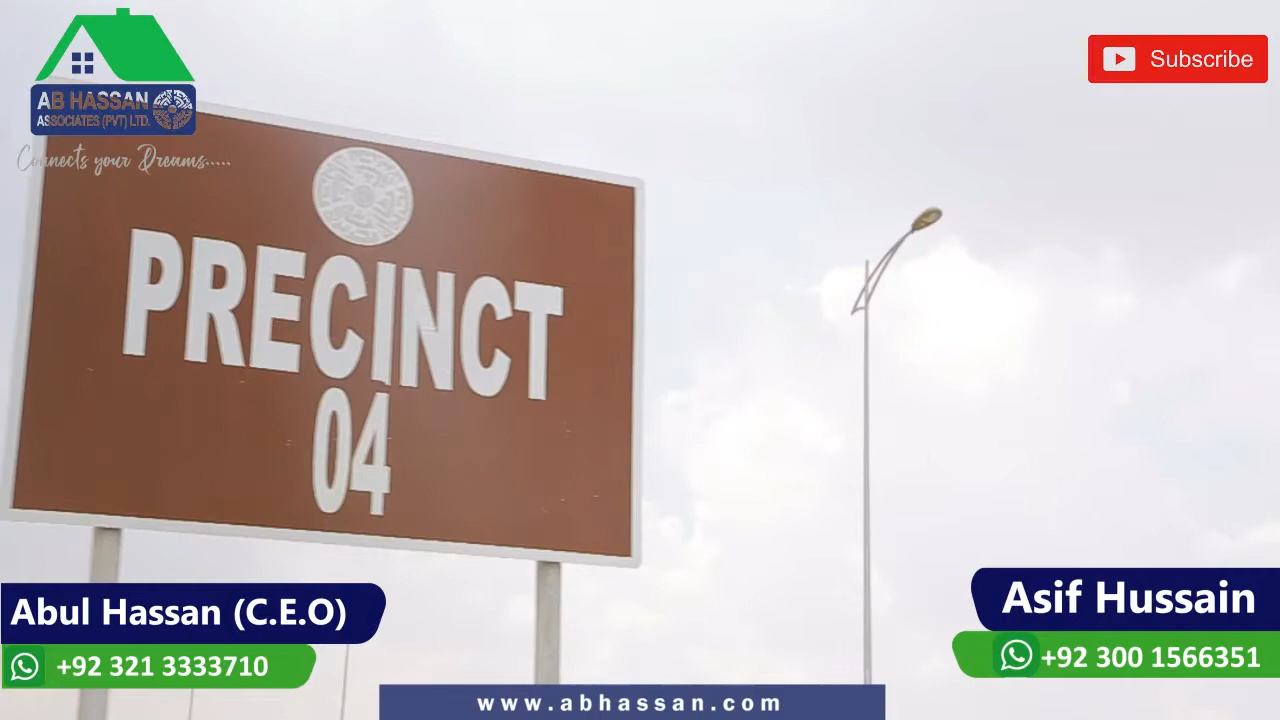 AB HASSAN
ASSOCIATES (PVT) LTD.
Connects your Dreams.....
Subscribe
PRECINCT
04
Abul Hassan (C.E.O)
+92 321 3333710
Asif Hussain
+92 300 1566351
www.abhassan.com